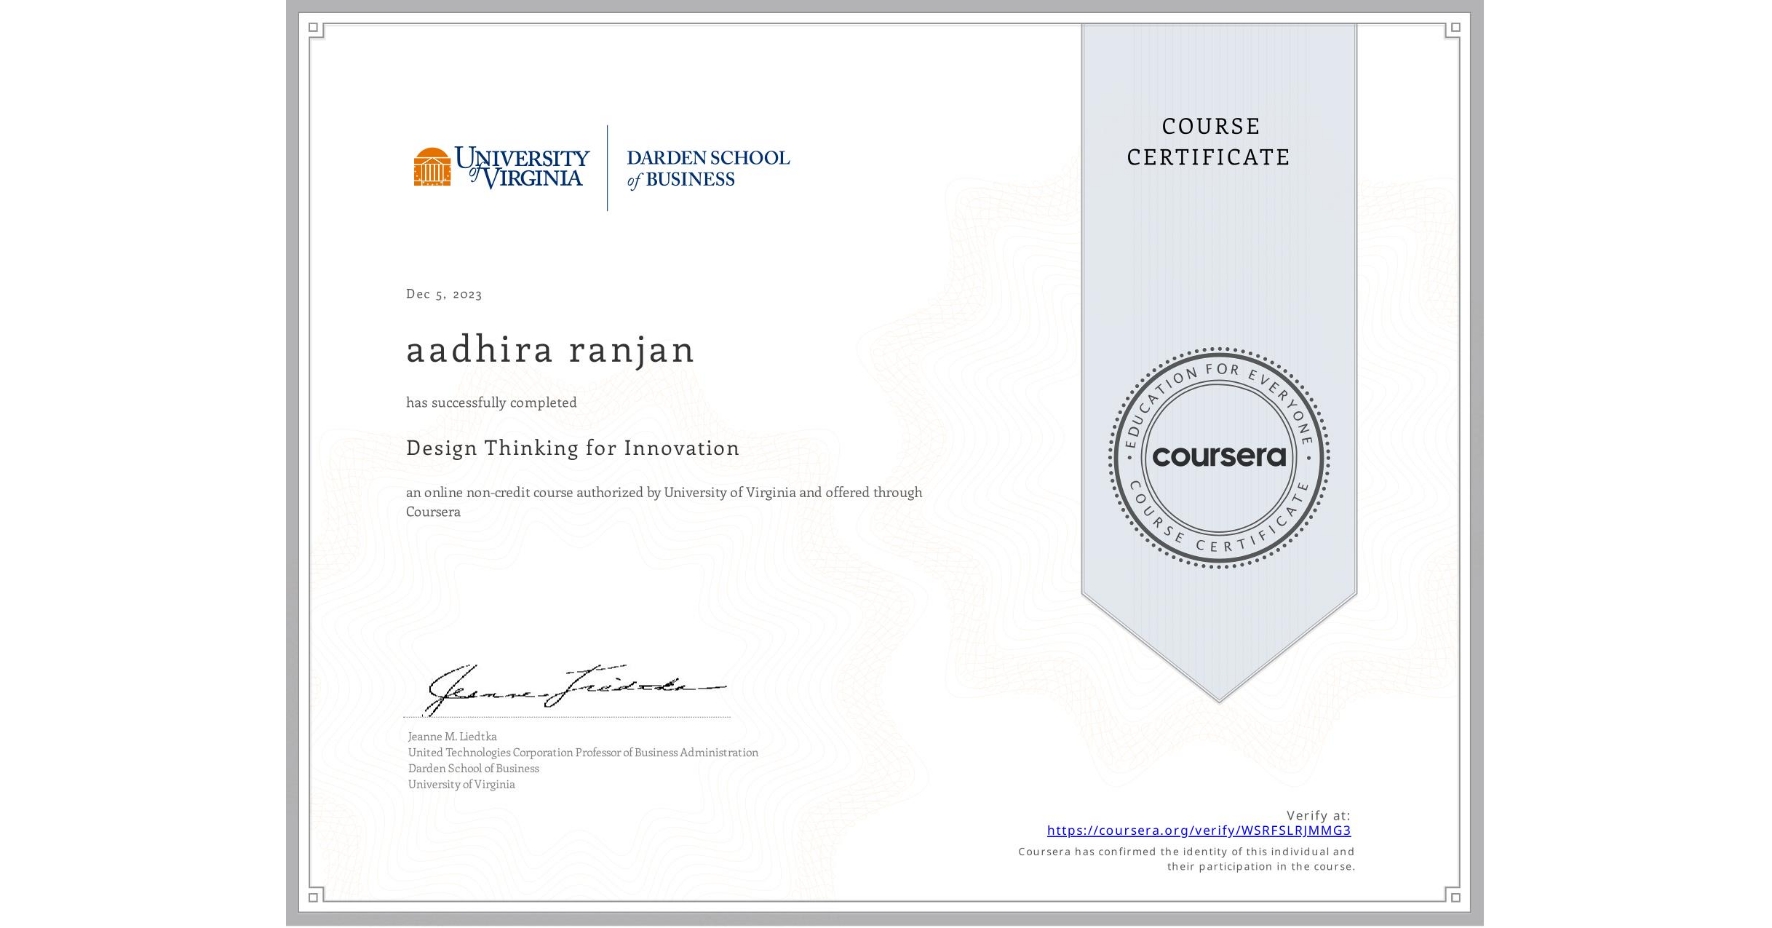 UNIVERSITY
of VIRGINIA
DARDEN SCHOOL
of BUSINESS
COURSE
CERTIFICATE
Dec 5, 2023
aadhira ranjan
has successfully completed
Design Thinking for Innovation
an online non-credit course authorized by University of Virginia and offered through
Coursera
EDUCATION FOR EVERYONE
coursera
COURSE CERTIFICATE
Jeanne Liedtka
Jeanne M. Liedtka
United Technologies Corporation Professor of Business Administration
Darden School of Business
University of Virginia
Verify at:
https://coursera.org/verify/WSRFSLRJMMG3
Coursera has confirmed the identity of this individual and
their participation in the course.